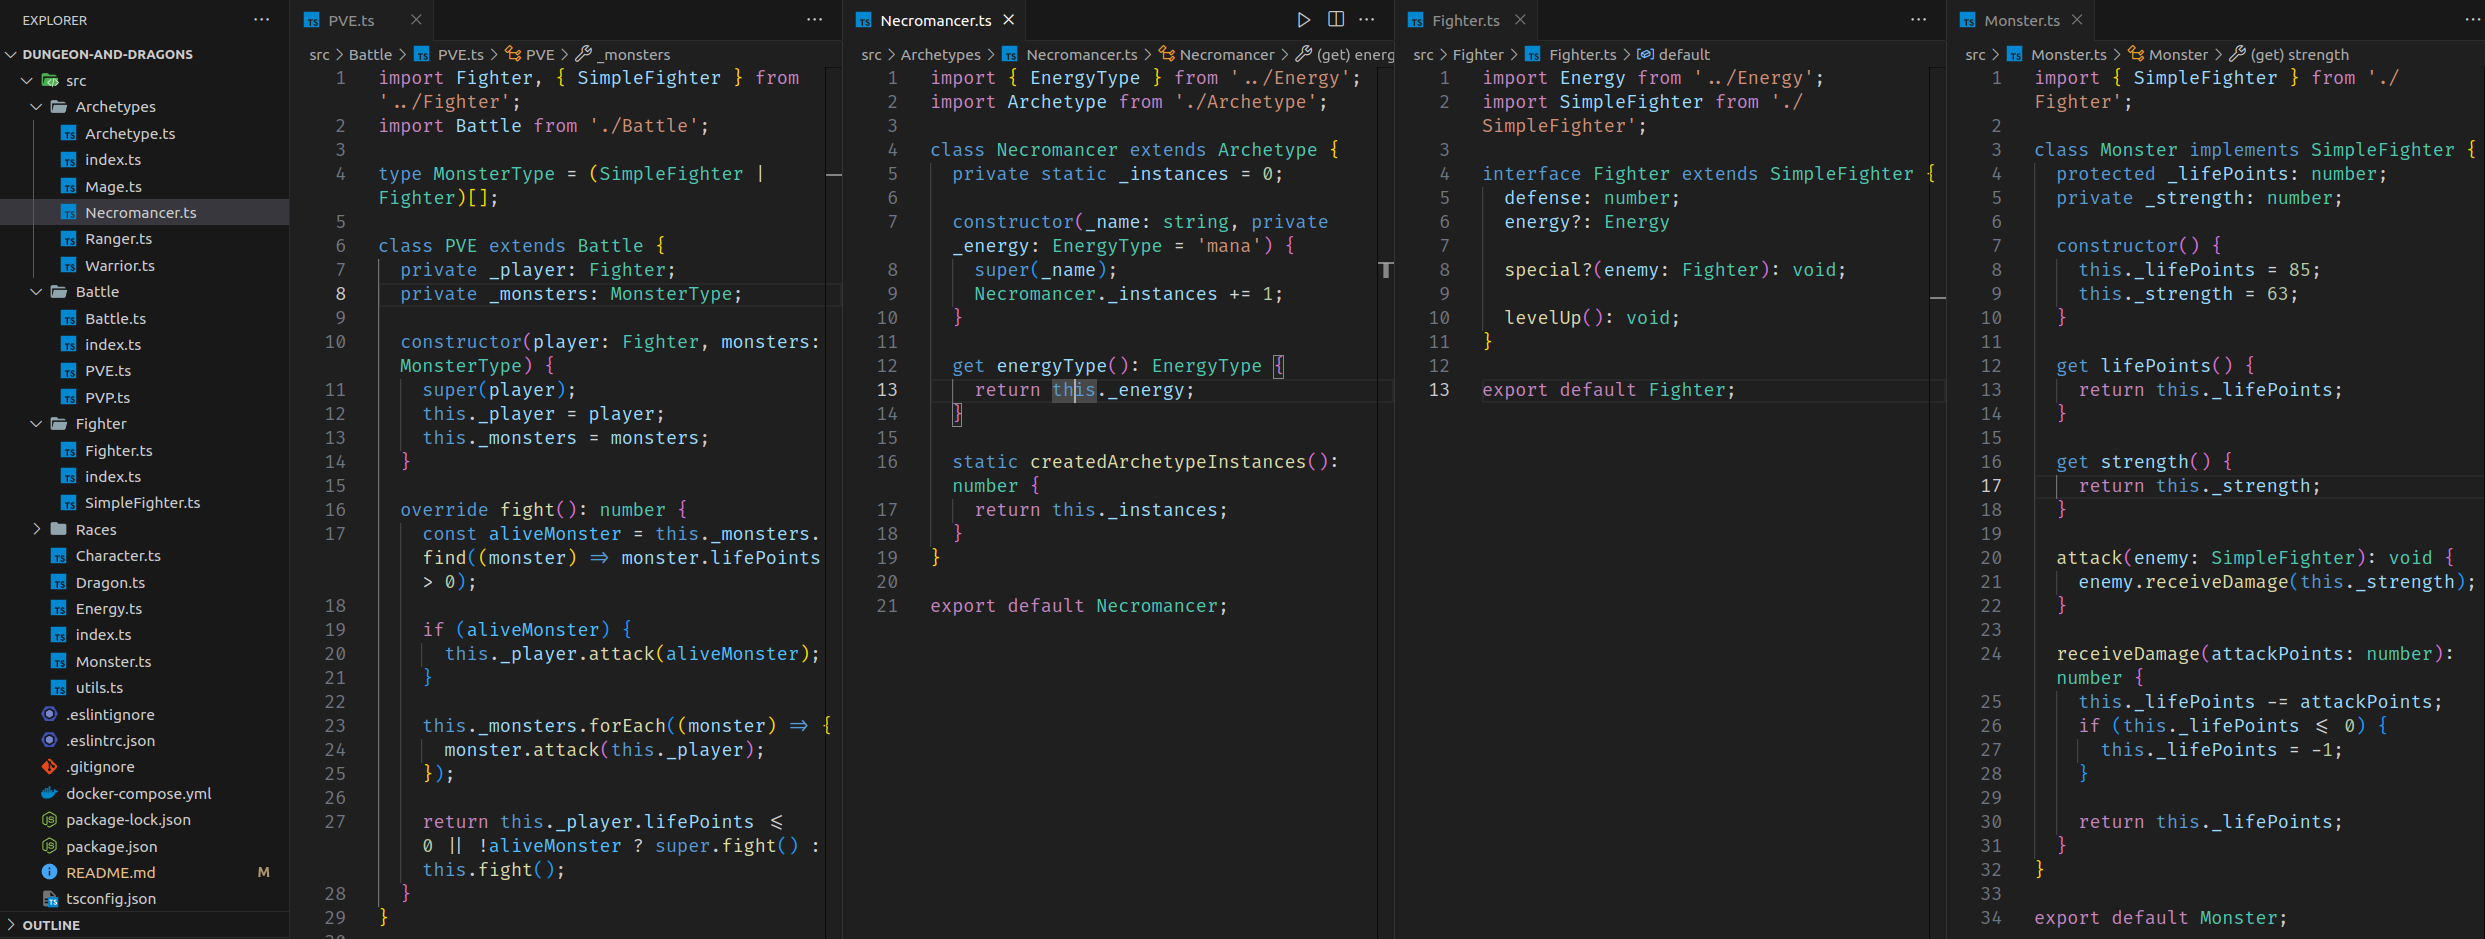 EXPLORER
DUNGEON-AND-DRAGONS
src
Archetypes
Archetype.ts
index.ts
Mage.ts
Necromancer.ts
Ranger.ts
Warrior.ts
Battle
Battle.ts
index.ts
PVE.ts
PVP.ts
Fighter
Fighter.ts
index.ts
SimpleFighter.ts
Races
Character.ts
Dragon.ts
Energy.ts
index.ts
Monster.ts
utils.ts
.eslintignore
.eslintrc.json
.gitignore
docker-compose.yml
package-lock.json
package.json
README.md M
tsconfig.json
OUTLINE
PVE.ts
src > Battle > PVE.ts > PVE > _monsters
1 import Fighter, { SimpleFighter } from
'../Fighter';
2 import Battle from './Battle';
3
4 type MonsterType = (SimpleFighter |
Fighter)[];
5
6 class PVE extends Battle {
7 private _player: Fighter;
8 private _monsters: MonsterType;
9
10 constructor(player: Fighter, monsters:
MonsterType) {
11 super(player);
12 this._player = player;
13 this._monsters = monsters;
14 }
15
16 override fight(): number {
17 const aliveMonster = this._monsters.
find((monster) => monster.lifePoints
> 0);
18
19 if (aliveMonster) {
20 this._player.attack(aliveMonster);
21 }
22
23 this._monsters.forEach((monster) => {
24 monster.attack(this._player);
25 });
26
27 return this._player.lifePoints <=
0 || !aliveMonster ? super.fight() :
this.fight();
28 }
29 }
Necromancer.ts
src > Archetypes > Necromancer.ts > Necromancer > (get) energ
1 import { EnergyType } from '../Energy';
2 import Archetype from './Archetype';
3
4 class Necromancer extends Archetype {
5 private static _instances = 0;
6
7 constructor(_name: string, private
_energy: EnergyType = 'mana') {
8 super(_name);
9 Necromancer._instances += 1;
10 }
11
12 get energyType(): EnergyType {
13 return this._energy;
14 }
15
16 static createdArchetypeInstances():
number {
17 return this._instances;
18 }
19 }
20
21 export default Necromancer;
Fighter.ts
src > Fighter > Fighter.ts > default
1 import Energy from '../Energy';
2 import SimpleFighter from './
SimpleFighter';
3
4 interface Fighter extends SimpleFighter {
5 defense: number;
6 energy?: Energy
7
8 special?(enemy: Fighter): void;
9
10 levelUp(): void;
11 }
12
13 export default Fighter;
Monster.ts
src > Monster.ts > Monster > (get) strength
1 import { SimpleFighter } from './
Fighter';
2
3 class Monster implements SimpleFighter {
4 protected _lifePoints: number;
5 private _strength: number;
6
7 constructor() {
8 this._lifePoints = 85;
9 this._strength = 63;
10 }
11
12 get lifePoints() {
13 return this._lifePoints;
14 }
15
16 get strength() {
17 return this._strength;
18 }
19
20 attack(enemy: SimpleFighter): void {
21 enemy.receiveDamage(this._strength);
22 }
23
24 receiveDamage(attackPoints: number):
number {
25 this._lifePoints -= attackPoints;
26 if (this._lifePoints <= 0) {
27 this._lifePoints = -1;
28 }
29
30 return this._lifePoints;
31 }
32 }
33
34 export default Monster;